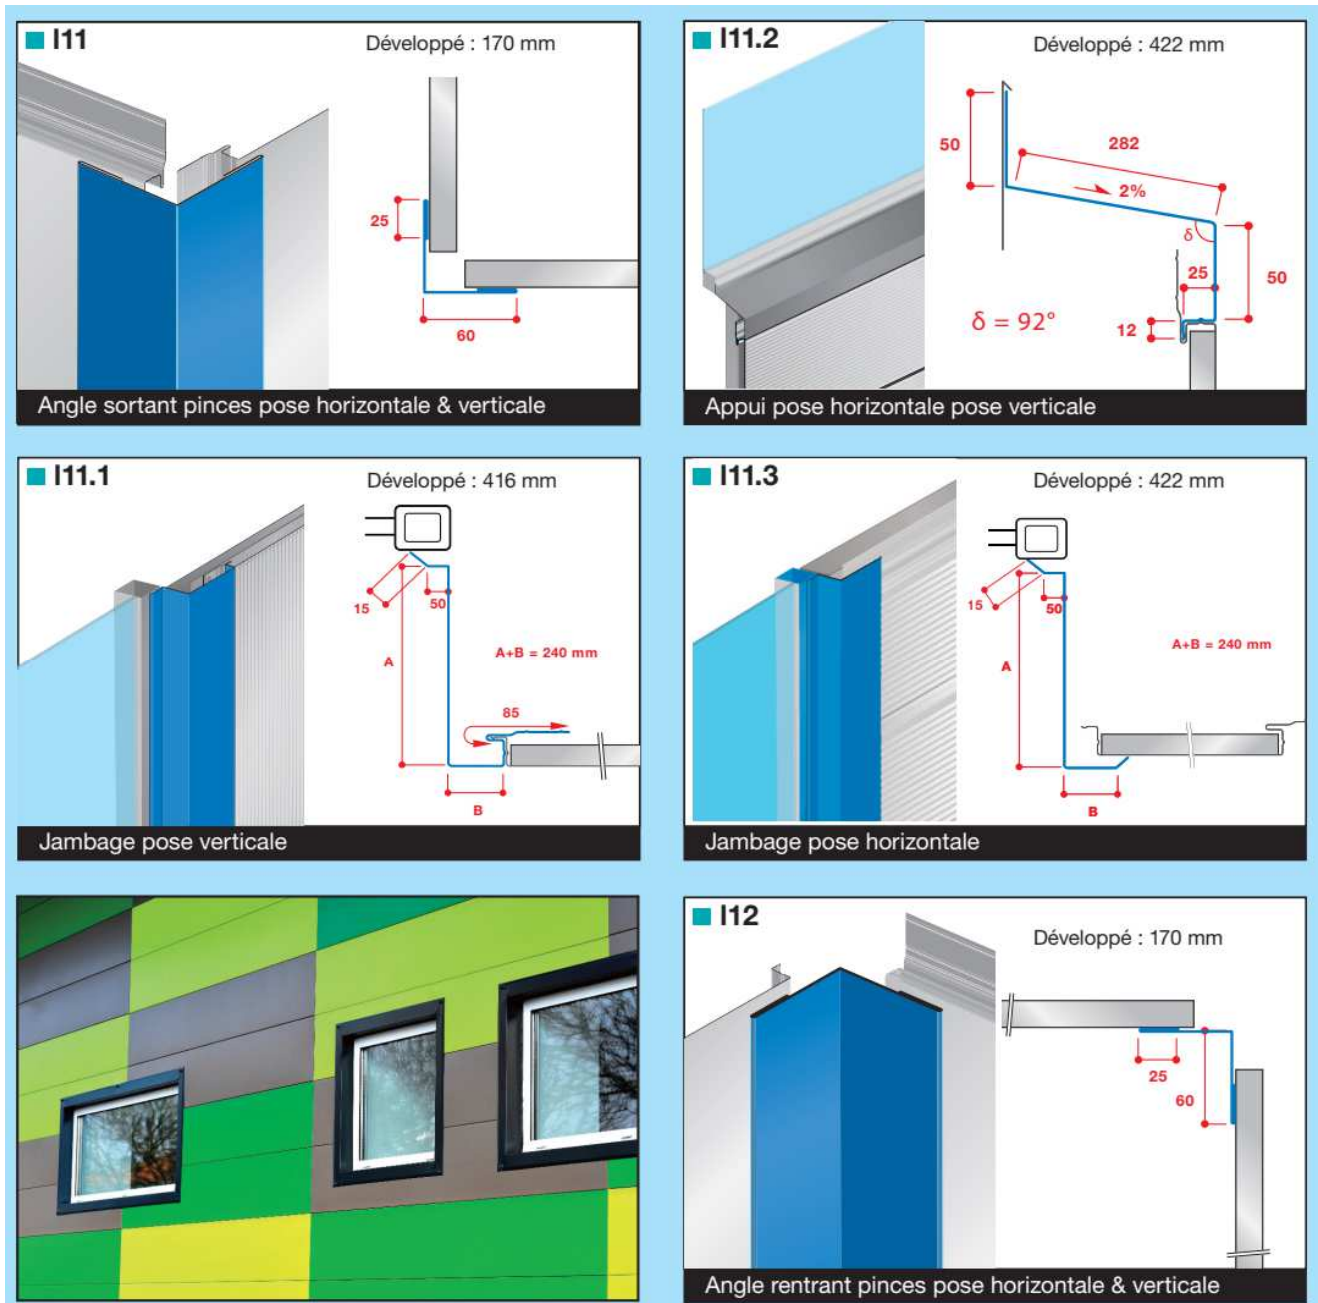 I11
Développé : 170 mm
25
60
Angle sortant pinces pose horizontale & verticale
I11.2
Développé : 422 mm
50
282
2%
δ
25
50
12
δ = 92°
Appui pose horizontale pose verticale
I11.1
Développé : 416 mm
15
50
A
A+B = 240 mm
85
B
Jambage pose verticale
I11.3
Développé : 422 mm
15
50
A
A+B = 240 mm
B
Jambage pose horizontale
I12
Développé : 170 mm
25
60
Angle rentrant pinces pose horizontale & verticale